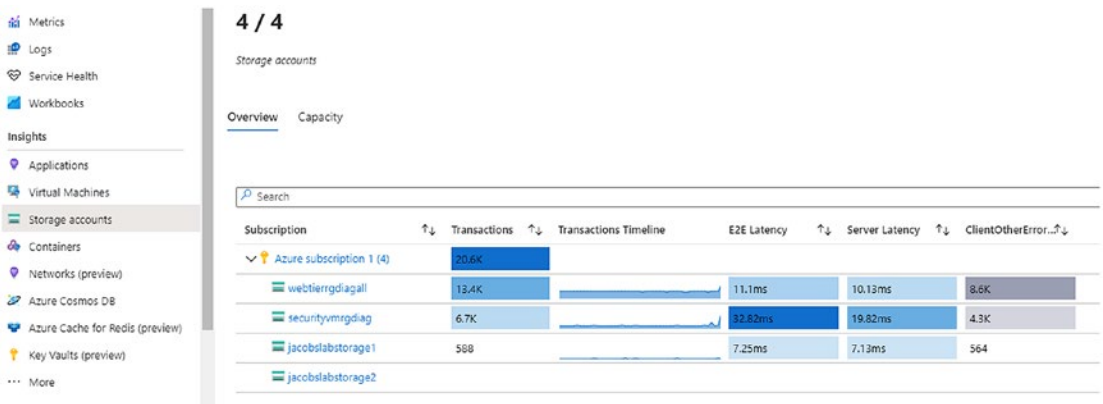 Metrics
Logs
Service Health
Workbooks
Insights
Applications
Virtual Machines
Storage accounts
Containers
Networks (preview)
Azure Cosmos DB
Azure Cache for Redis (preview)
Key Vaults (preview)
More
4 / 4
Storage accounts
Overview Capacity
Search
Subscription Transactions Transactions Timeline E2E Latency Server Latency ClientOtherError...
Azure subscription 1 (4) 20.6K
webtierrgdiagall 13.4K 11.1ms 10.13ms 8.6K
securityvmrgdiag 6.7K 32.82ms 19.82ms 4.3K
jacobslabstorage1 588 7.25ms 7.13ms 564
jacobslabstorage2